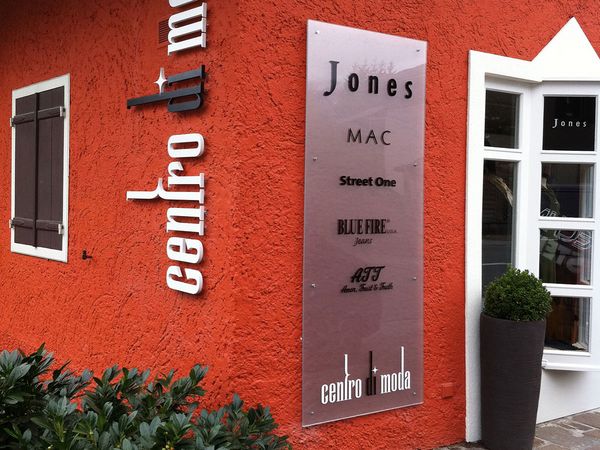 centro di mo
Jones
MAC
Street One
BLUE FIRE®
U.S.A.
Jeans
ATT
Amor, Trust & Truth
centro di moda
Jones